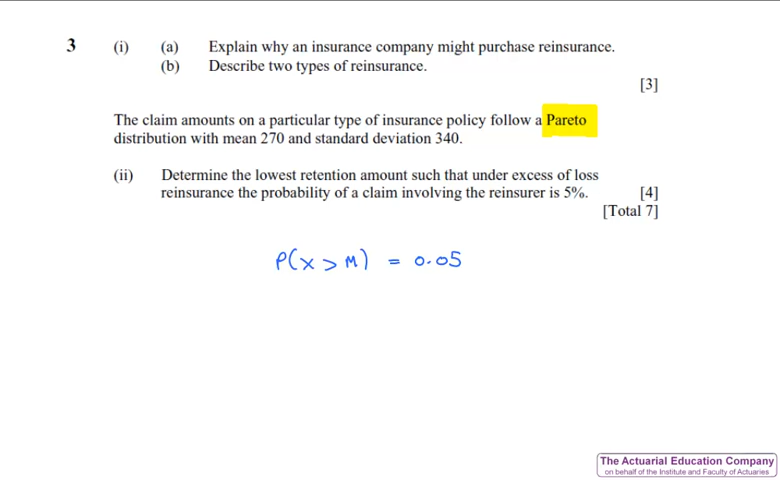 3 (i) (a) Explain why an insurance company might purchase reinsurance.
(b) Describe two types of reinsurance.
[3]
The claim amounts on a particular type of insurance policy follow a Pareto
distribution with mean 270 and standard deviation 340.
(ii) Determine the lowest retention amount such that under excess of loss
reinsurance the probability of a claim involving the reinsurer is 5%. [4]
[Total 7]
P(X > M) = 0.05
The Actuarial Education Company
on behalf of the Institute and Faculty of Actuaries